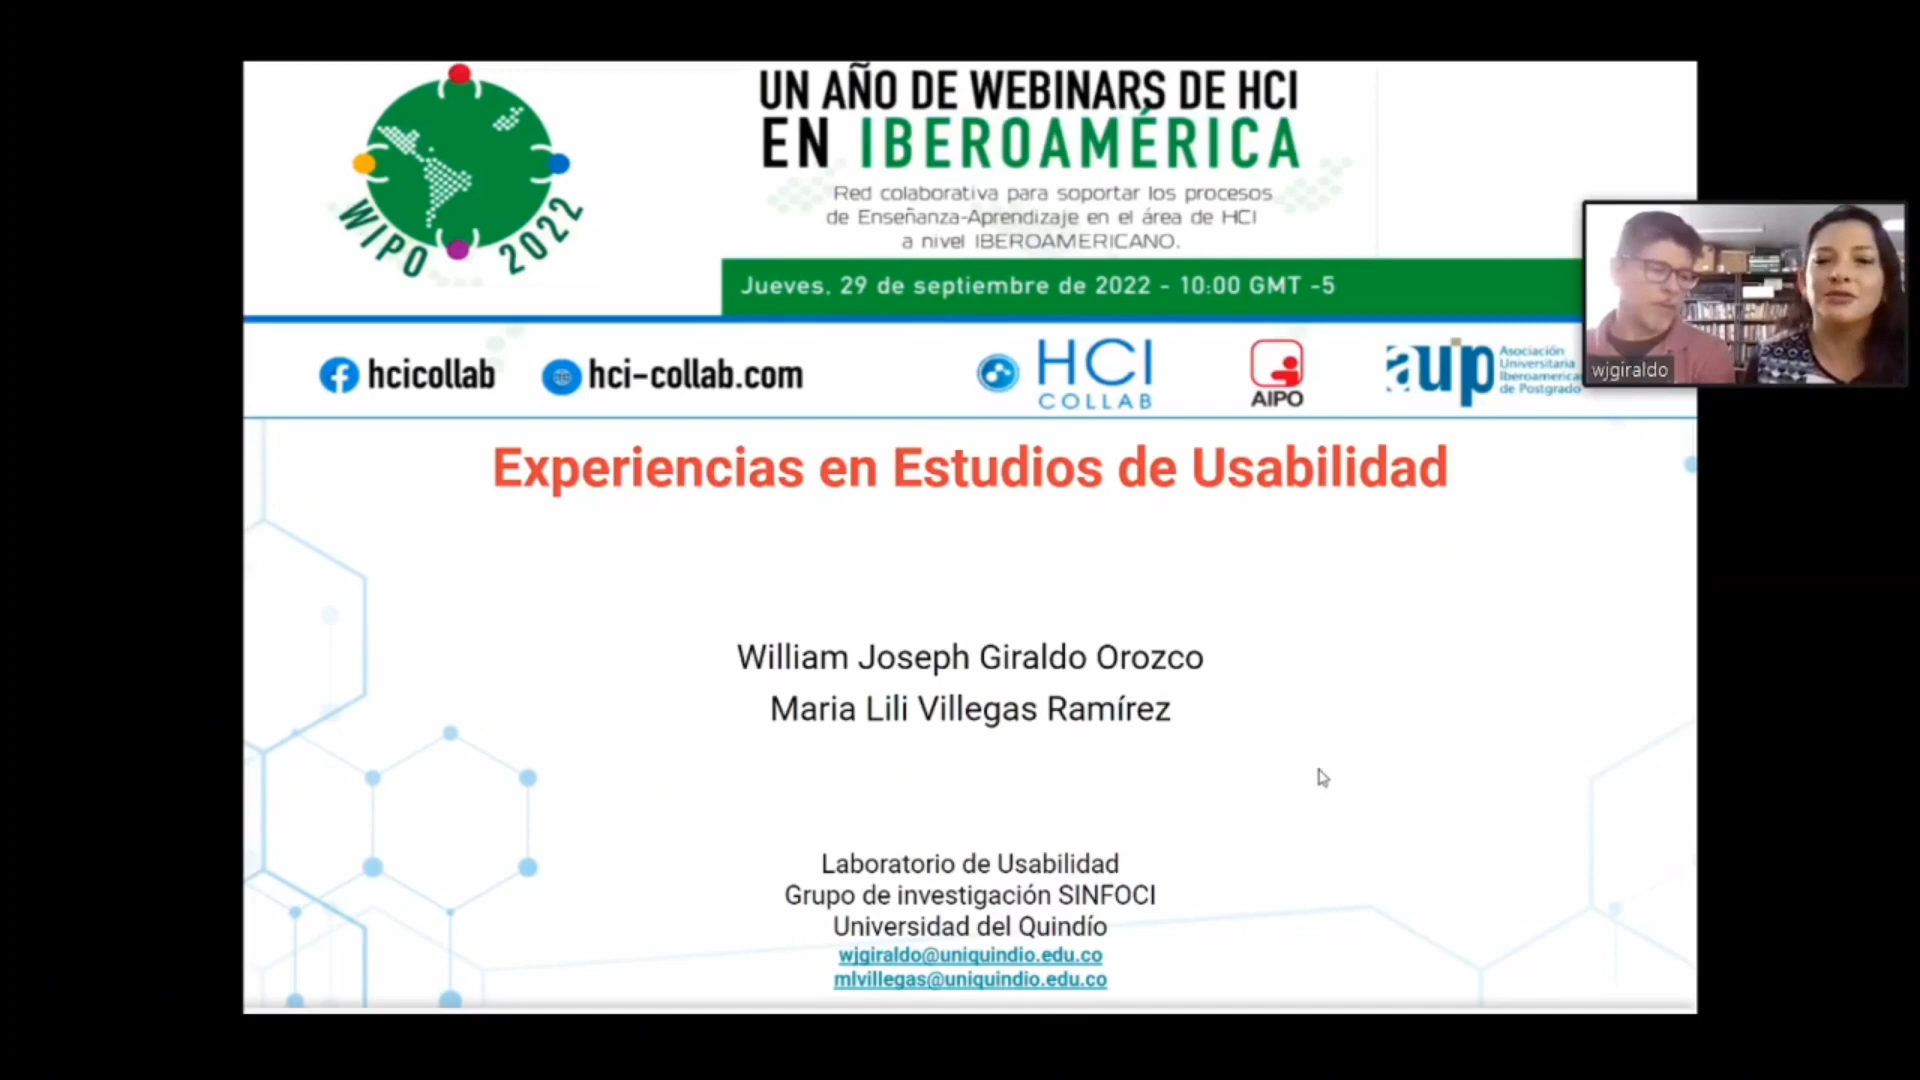 WIPO 2022
UN AÑO DE WEBINARS DE HCI
EN IBEROAMÉRICA
Red colaborativa para soportar los procesos
de Enseñanza-Aprendizaje en el área de HCI
a nivel IBEROAMERICANO.
Jueves, 29 de septiembre de 2022 - 10:00 GMT -5
hcicollab
hci-collab.com
HCI
COLLAB
AIPO
auip
Asociación
Universitaria
Iberoamerica
de Postgrado
wjgiraldo
Experiencias en Estudios de Usabilidad
William Joseph Giraldo Orozco
Maria Lili Villegas Ramírez
Laboratorio de Usabilidad
Grupo de investigación SINFOCI
Universidad del Quindío
wjgiraldo@uniquindio.edu.co
mlvillegas@uniquindio.edu.co